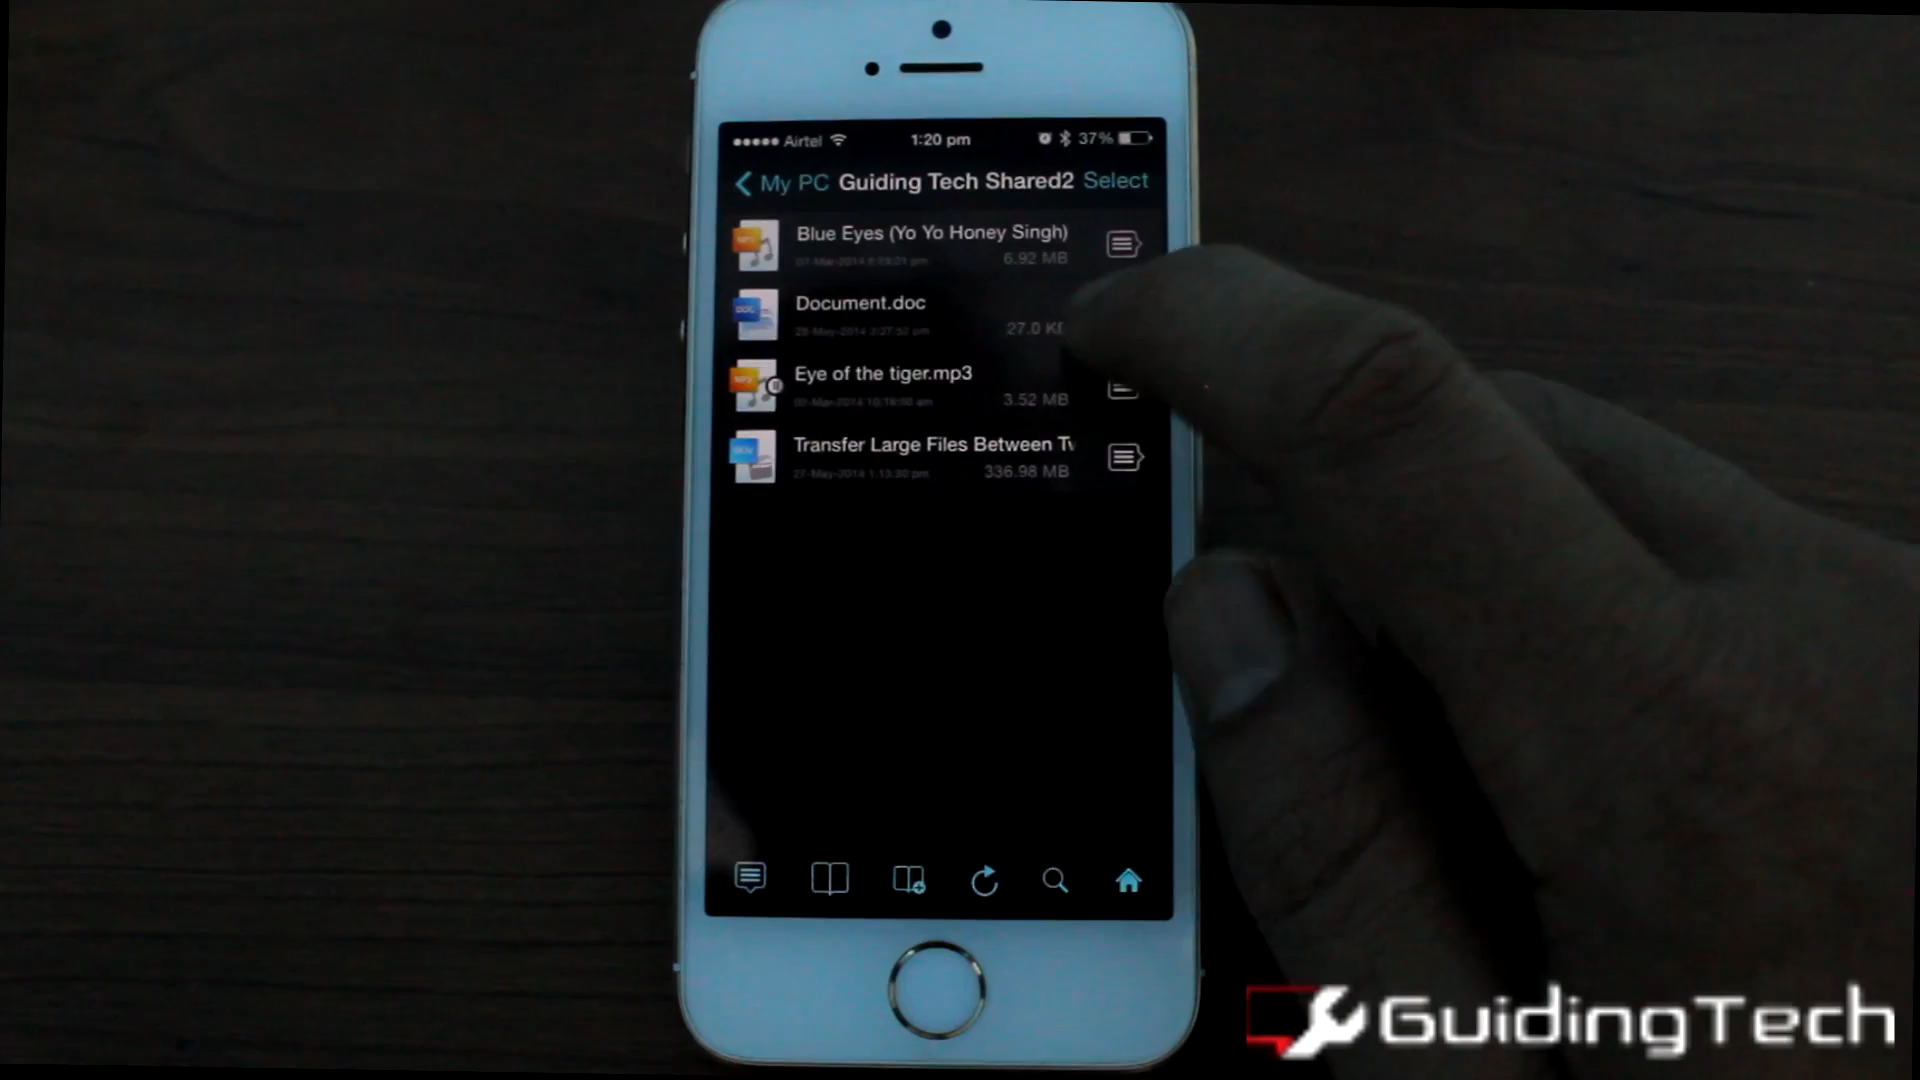 Airtel 1:20 pm 37%
My PC Guiding Tech Shared2 Select
Blue Eyes (Yo Yo Honey Singh)
6.92 MB
Document.doc
27.0
Eye of the tiger.mp3
3.52 MB
Transfer Large Files Between
27-May-2014 1:13:30 pm 336.98 MB
GuidingTech